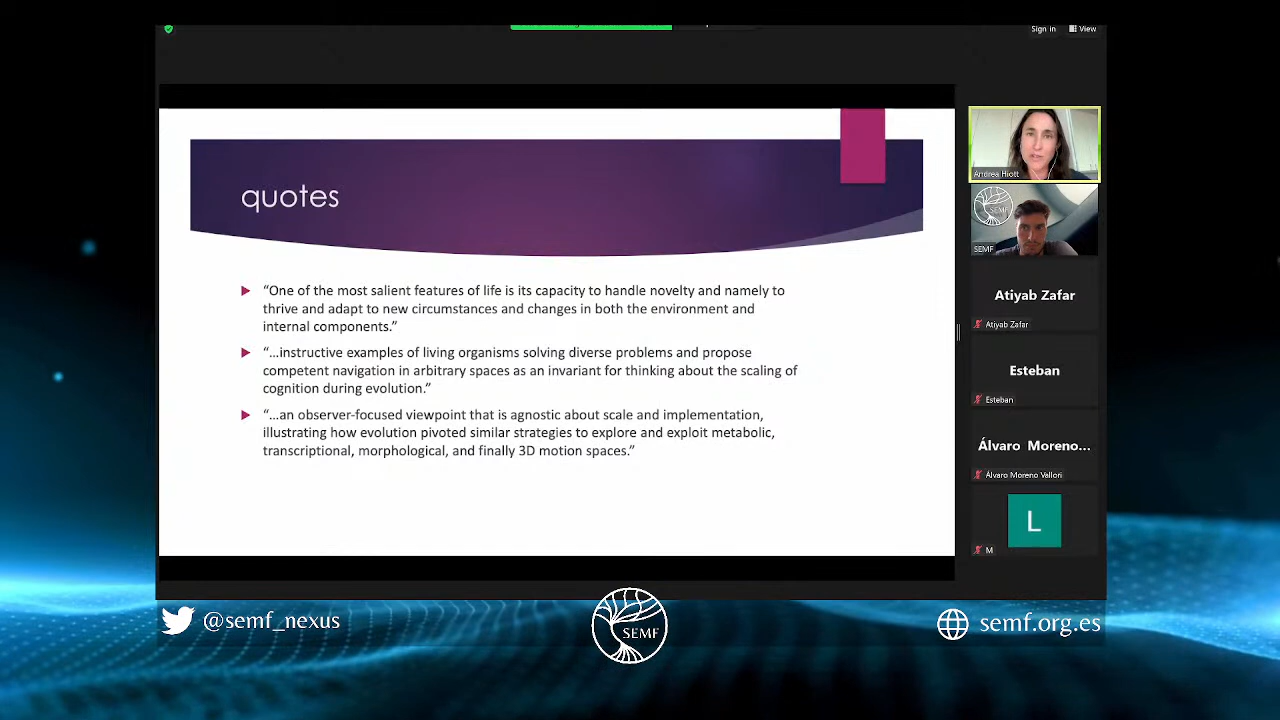 Sign in
View
quotes
“One of the most salient features of life is its capacity to handle novelty and namely to
thrive and adapt to new circumstances and changes in both the environment and
internal components.”
“...instructive examples of living organisms solving diverse problems and propose
competent navigation in arbitrary spaces as an invariant for thinking about the scaling of
cognition during evolution.”
“...an observer-focused viewpoint that is agnostic about scale and implementation,
illustrating how evolution pivoted similar strategies to explore and exploit metabolic,
transcriptional, morphological, and finally 3D motion spaces.”
Andrea Hiott
SEMF
SEMF
Atiyab Zafar
Atiyab Zafar
Esteban
Esteban
Álvaro Moreno...
Álvaro Moreno Vallori
L
M
@semf_nexus
SEMF
semf.org.es